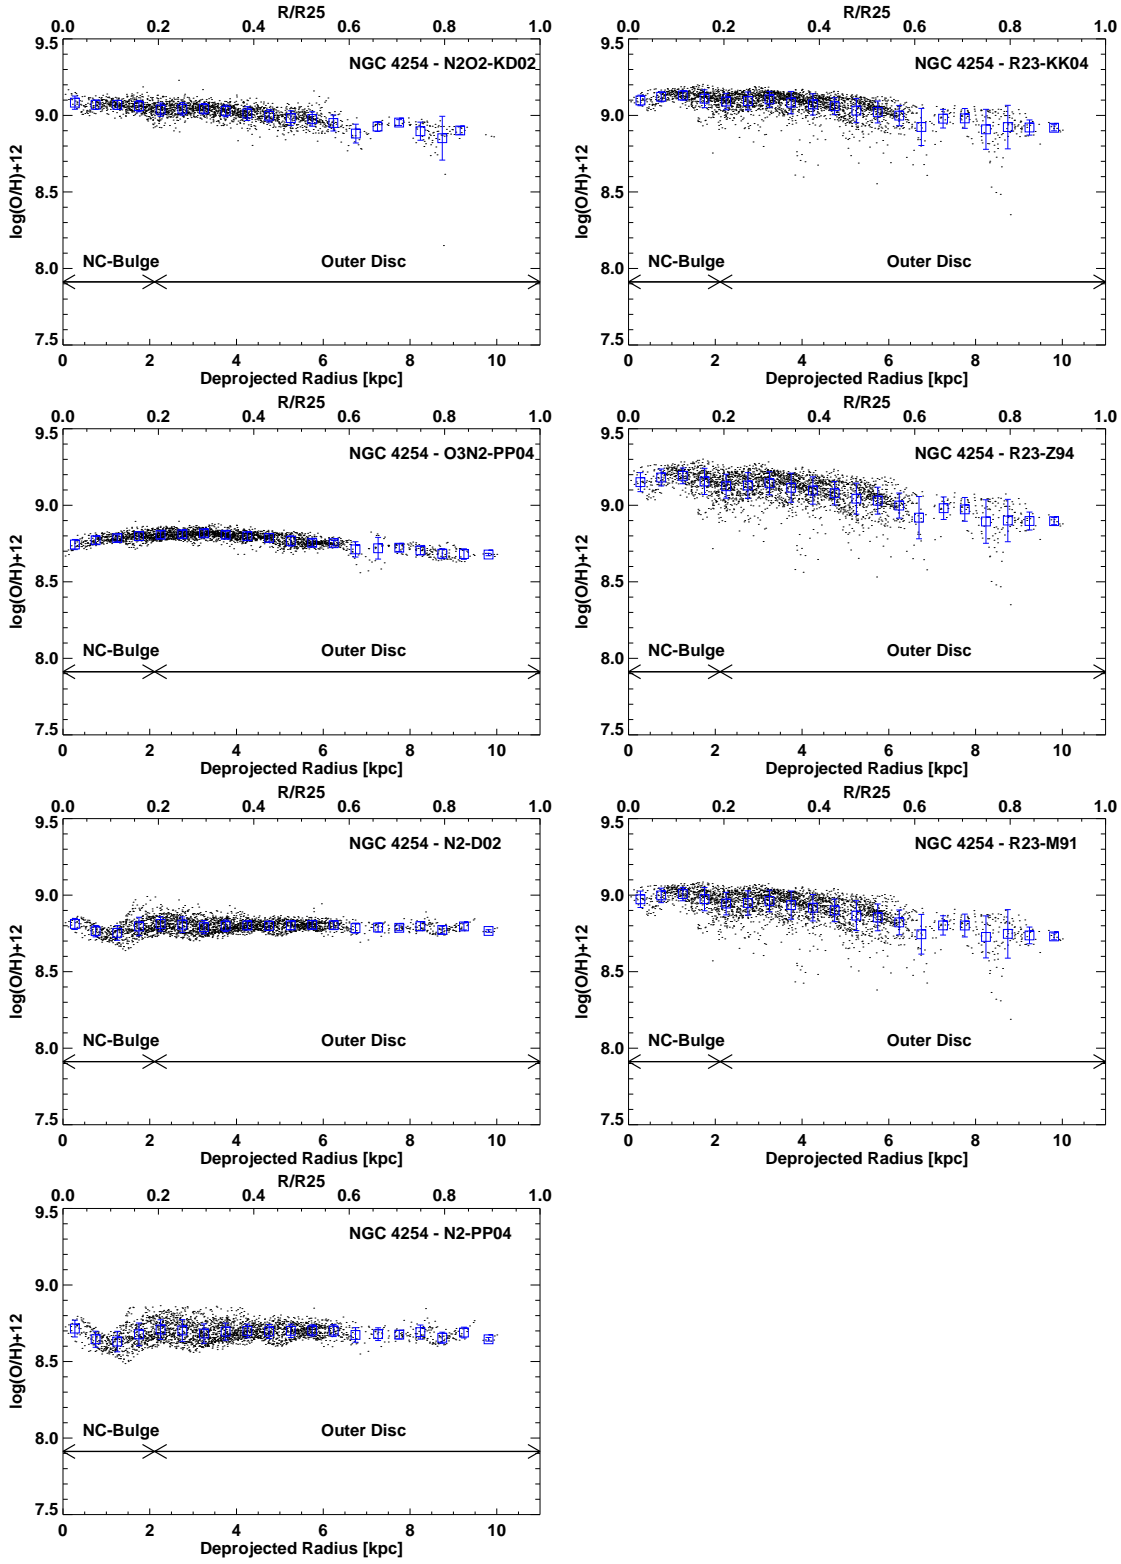 R/R25
0.0 0.2 0.4 0.6 0.8 1.0
NGC 4254 - N2O2-KD02
9.5
9.0
8.5
8.0
7.5
log(O/H)+12
NC-Bulge Outer Disc
0 2 4 6 8 10
Deprojected Radius [kpc]
R/R25
0.0 0.2 0.4 0.6 0.8 1.0
NGC 4254 - R23-KK04
9.5
9.0
8.5
8.0
7.5
log(O/H)+12
NC-Bulge Outer Disc
0 2 4 6 8 10
Deprojected Radius [kpc]
R/R25
0.0 0.2 0.4 0.6 0.8 1.0
NGC 4254 - O3N2-PP04
9.5
9.0
8.5
8.0
7.5
log(O/H)+12
NC-Bulge Outer Disc
0 2 4 6 8 10
Deprojected Radius [kpc]
R/R25
0.0 0.2 0.4 0.6 0.8 1.0
NGC 4254 - R23-Z94
9.5
9.0
8.5
8.0
7.5
log(O/H)+12
NC-Bulge Outer Disc
0 2 4 6 8 10
Deprojected Radius [kpc]
R/R25
0.0 0.2 0.4 0.6 0.8 1.0
NGC 4254 - N2-D02
9.5
9.0
8.5
8.0
7.5
log(O/H)+12
NC-Bulge Outer Disc
0 2 4 6 8 10
Deprojected Radius [kpc]
R/R25
0.0 0.2 0.4 0.6 0.8 1.0
NGC 4254 - R23-M91
9.5
9.0
8.5
8.0
7.5
log(O/H)+12
NC-Bulge Outer Disc
0 2 4 6 8 10
Deprojected Radius [kpc]
R/R25
0.0 0.2 0.4 0.6 0.8 1.0
NGC 4254 - N2-PP04
9.5
9.0
8.5
8.0
7.5
log(O/H)+12
NC-Bulge Outer Disc
0 2 4 6 8 10
Deprojected Radius [kpc]